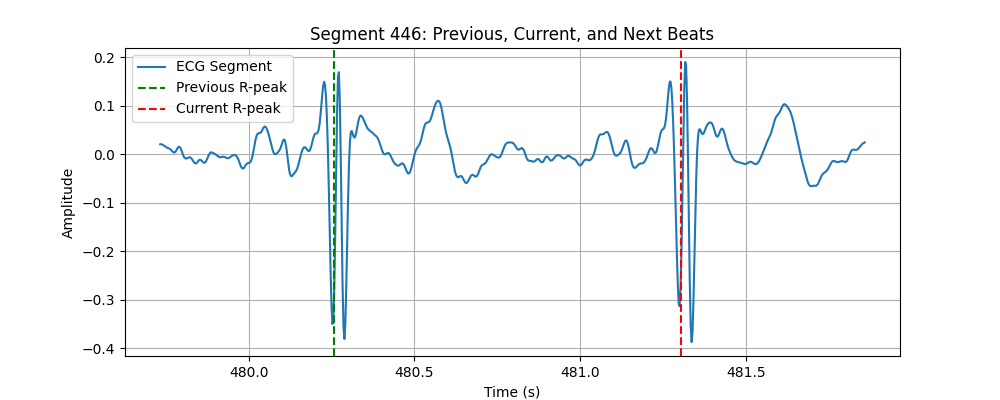 Segment 446: Previous, Current, and Next Beats
ECG Segment
Previous R-peak
Current R-peak
0.2
0.1
0.0
−0.1
−0.2
−0.3
−0.4
Amplitude
480.0 480.5 481.0 481.5
Time (s)